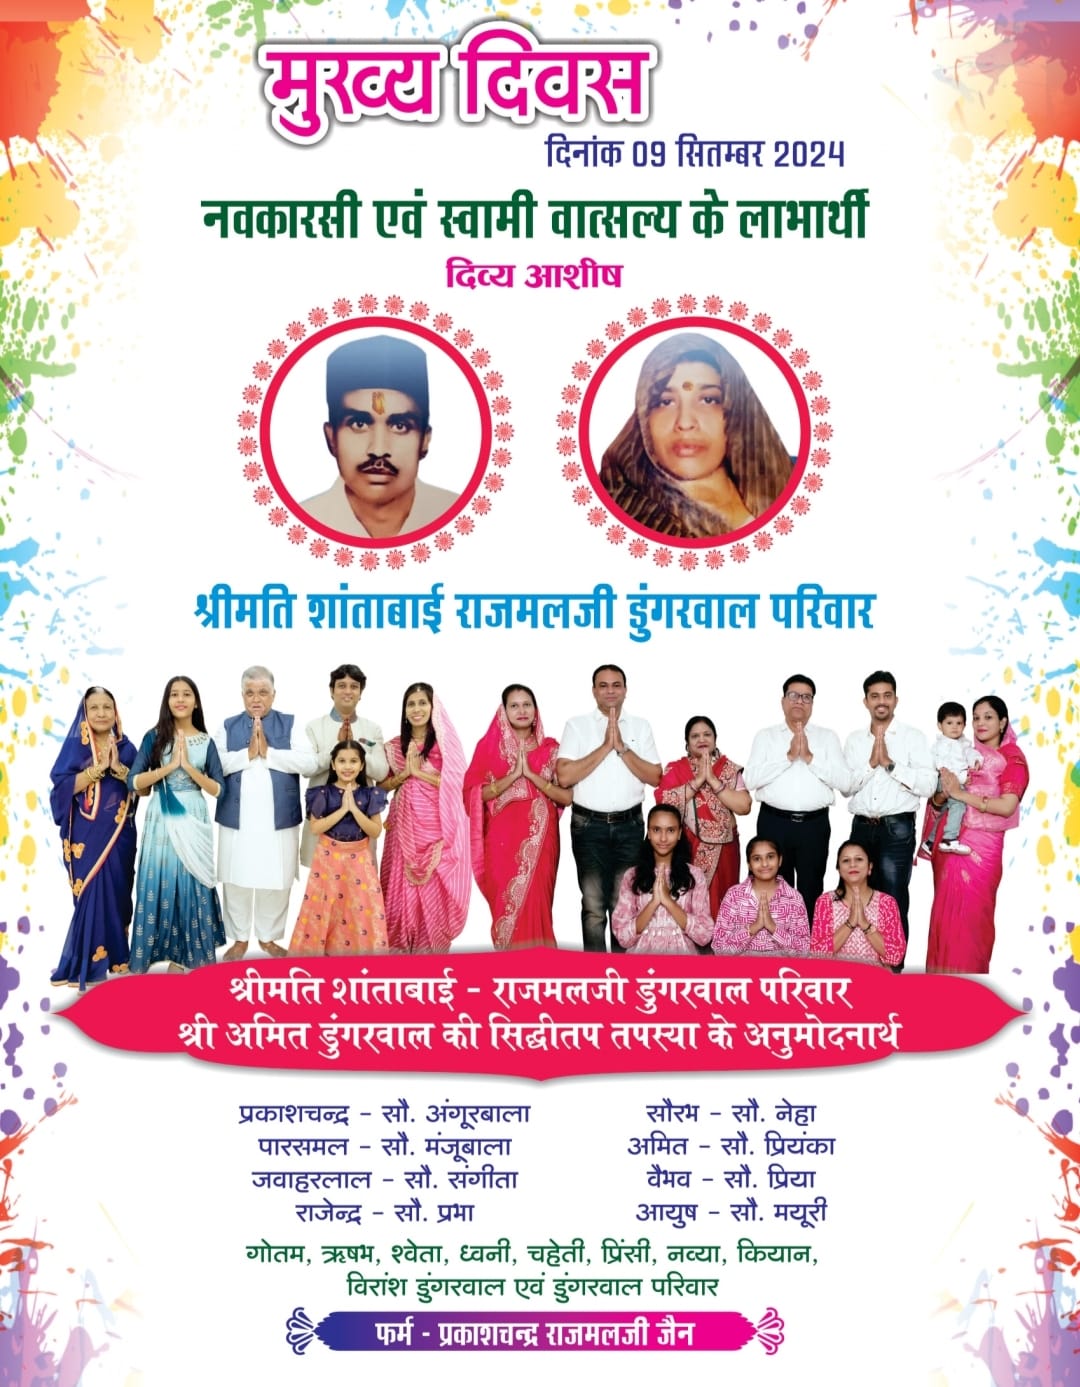 मुख्य दिवस
दिनांक 09 सितम्बर 2024
नवकारसी एवं स्वामी वात्सल्य के लाभार्थी
दिव्य आशीष
श्रीमति शांताबाई राजमलजी डुंगरवाल परिवार
श्रीमति शांताबाई - राजमलजी डुंगरवाल परिवार
श्री अमित डुंगरवाल की सिद्धीतप तपस्या के अनुमोदनार्थ
प्रकाशचन्द्र - सौ. अंगूरबाला
पारसमल - सौ. मंजूबाला
जवाहरलाल - सौ. संगीता
राजेन्द्र - सौ. प्रभा
सौरभ - सौ. नेहा
अमित - सौ. प्रियंका
वैभव - सौ. प्रिया
आयुष - सौ. मयूरी
गोतम, ऋषभ, श्वेता, ध्वनी, चहेती, प्रिंसी, नव्या, कियान,
विरांश डुंगरवाल एवं डुंगरवाल परिवार
फर्म - प्रकाशचन्द्र राजमलजी जैन